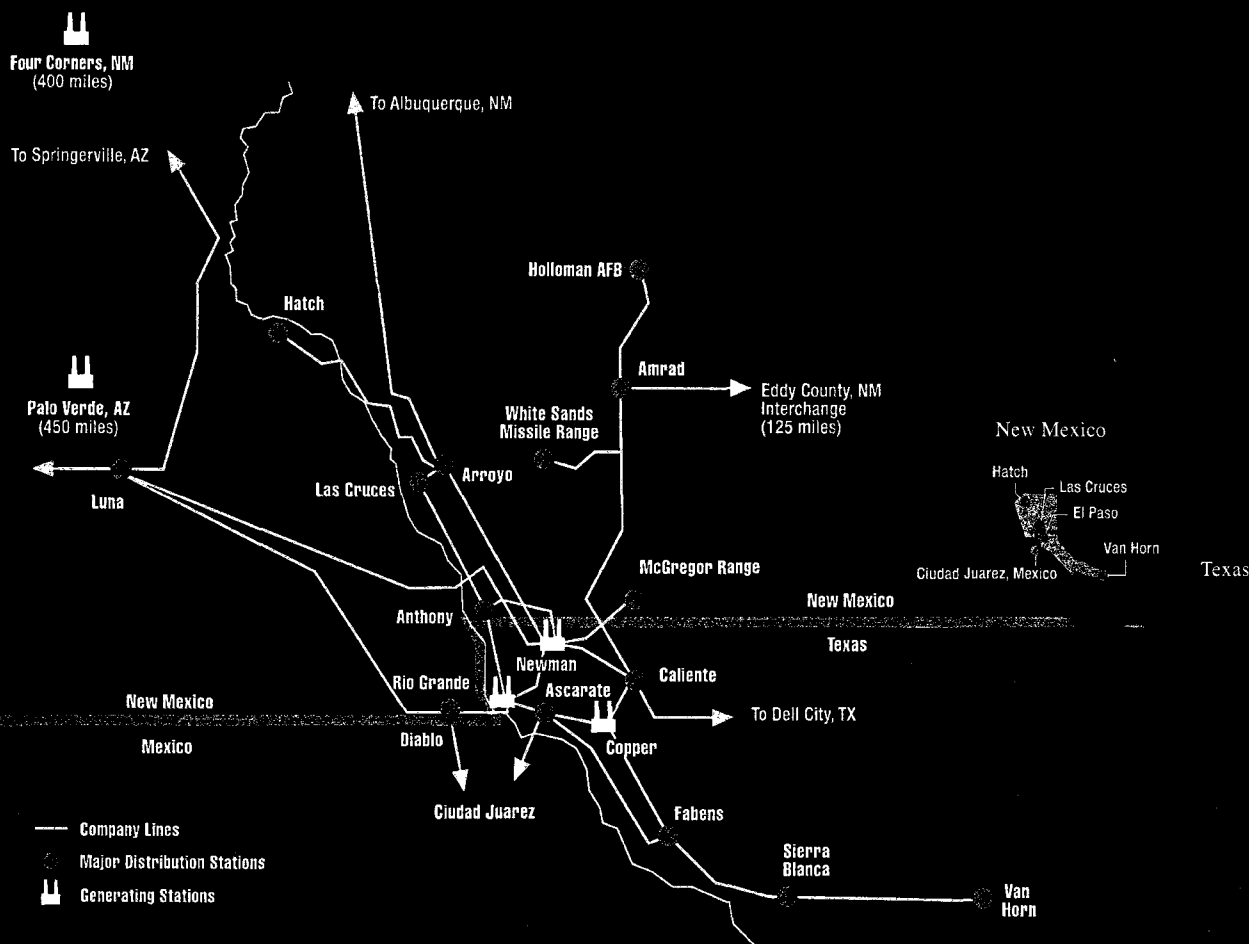 Four Corners, NM
(400 miles)
To Albuquerque, NM
To Springerville, AZ
Holloman AFB
Hatch
Amrad
Palo Verde, AZ
(450 miles)
Eddy County, NM
Interchange
(125 miles)
White Sands
Missile Range
New Mexico
Hatch
Las Cruces
El Paso
Van Horn
Ciudad Juarez, Mexico
Texas
Arroyo
Las Cruces
Luna
McGregor Range
New Mexico
Anthony
Texas
Newman
Caliente
Rio Grande
Ascarate
New Mexico
To Dell City, TX
Mexico
Diablo
Copper
Ciudad Juarez
Fabens
Company Lines
Major Distribution Stations
Generating Stations
Sierra
Blanca
Van
Horn